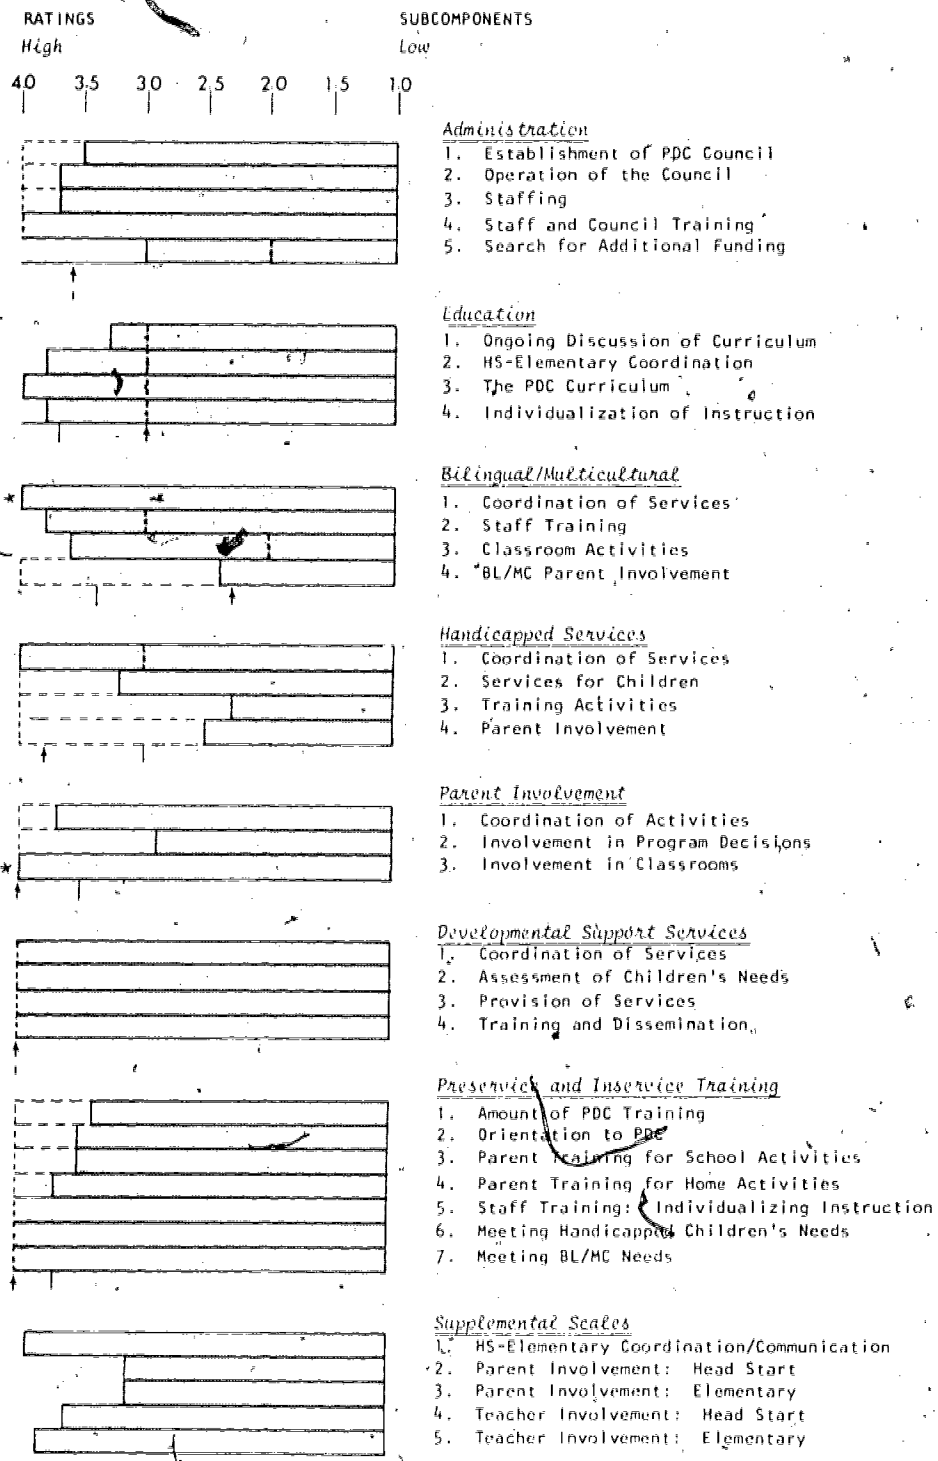 RATINGS SUBCOMPONENTS
High Low
4.0 3.5 3.0 2.5 2.0 1.5 1.0
Administration
1. Establishment of PDC Council
2. Operation of the Council
3. Staffing
4. Staff and Council Training
5. Search for Additional Funding
Education
1. Ongoing Discussion of Curriculum
2. HS-Elementary Coordination
3. The PDC Curriculum
4. Individualization of Instruction
Bilingual/Multicultural
1. Coordination of Services
2. Staff Training
3. Classroom Activities
4. BL/MC Parent Involvement
Handicapped Services
1. Coordination of Services
2. Services for Children
3. Training Activities
4. Parent Involvement
Parent Involvement
1. Coordination of Activities
2. Involvement in Program Decisions
3. Involvement in Classrooms
Developmental Support Services
1. Coordination of Services
2. Assessment of Children's Needs
3. Provision of Services
4. Training and Dissemination
Preservice and Inservice Training
1. Amount of PDC Training
2. Orientation to PDC
3. Parent Training for School Activities
4. Parent Training for Home Activities
5. Staff Training: Individualizing Instruction
6. Meeting Handicapped Children's Needs
7. Meeting BL/MC Needs
Supplemental Scales
1. HS-Elementary Coordination/Communication
2. Parent Involvement: Head Start
3. Parent Involvement: Elementary
4. Teacher Involvement: Head Start
5. Teacher Involvement: Elementary